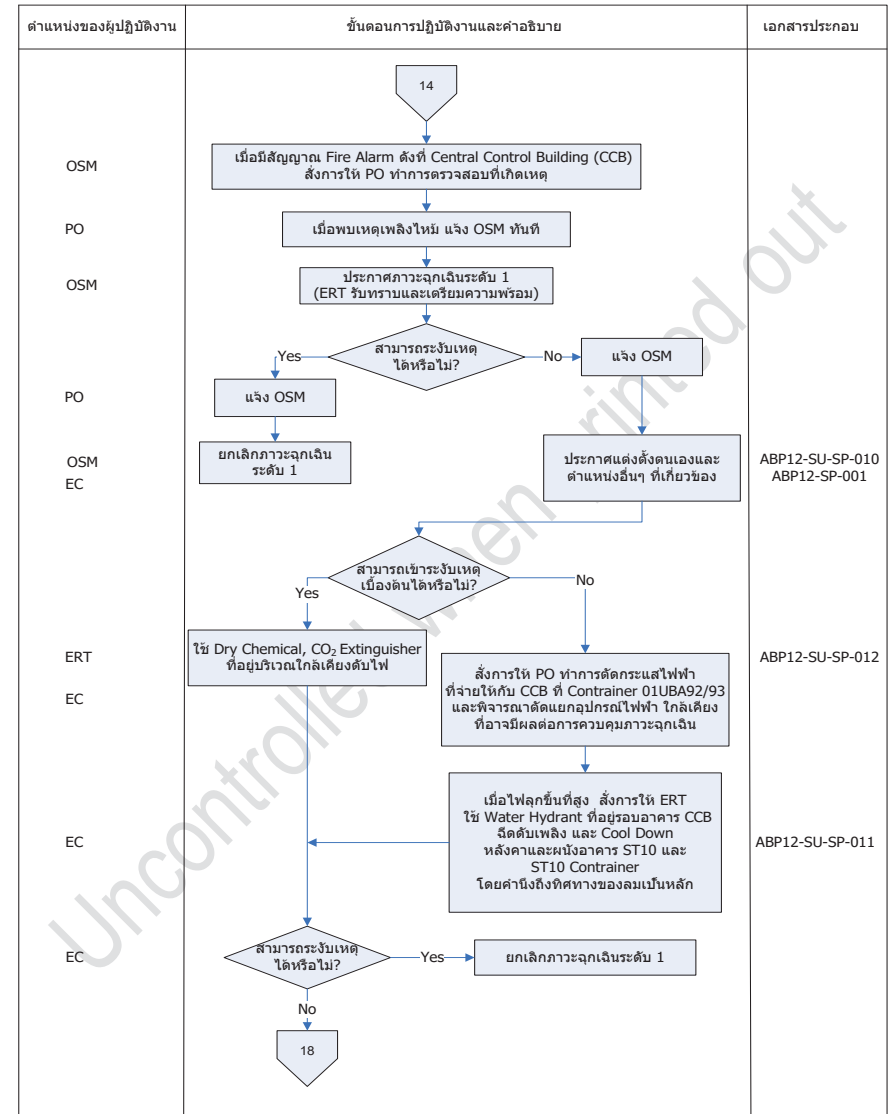 ตำแหน่งของผู้ปฏิบัติงาน
ขั้นตอนการปฏิบัติงานและคำอธิบาย
เอกสารประกอบ
14
OSM
เมื่อมีสัญญาณ Fire Alarm ดังที่ Central Control Building (CCB)
สั่งการให้ PO ทำการตรวจสอบที่เกิดเหตุ
PO
เมื่อพบเหตุเพลิงไหม้ แจ้ง OSM ทันที
OSM
ประกาศภาวะฉุกเฉินระดับ 1
(ERT รับทราบและเตรียมความพร้อม)
สามารถระงับเหตุ
ได้หรือไม่?
Yes
No
แจ้ง OSM
PO
แจ้ง OSM
OSM
EC
ยกเลิกภาวะฉุกเฉิน
ระดับ 1
ประกาศแต่งตั้งตนเองและ
ตำแหน่งอื่นๆ ที่เกี่ยวข้อง
ABP12-SU-SP-010
ABP12-SP-001
สามารถเข้าระงับเหตุ
เบื้องต้นได้หรือไม่?
Yes
No
ERT
ใช้ Dry Chemical, CO₂ Extinguisher
ที่อยู่บริเวณใกล้เคียงดับไฟ
ABP12-SU-SP-012
EC
สั่งการให้ PO ทำการตัดกระแสไฟฟ้า
ที่จ่ายให้กับ CCB ที่ Contrainer 01UBA92/93
และพิจารณาตัดแยกอุปกรณ์ไฟฟ้า ใกล้เคียง
ที่อาจมีผลต่อการควบคุมภาวะฉุกเฉิน
EC
เมื่อไฟลุกขึ้นที่สูง สั่งการให้ ERT
ใช้ Water Hydrant ที่อยู่รอบอาคาร CCB
ฉีดดับเพลิง และ Cool Down
หลังคาและผนังอาคาร ST10 และ
ST10 Contrainer
โดยคำนึงถึงทิศทางของลมเป็นหลัก
ABP12-SU-SP-011
EC
สามารถระงับเหตุ
ได้หรือไม่?
Yes
ยกเลิกภาวะฉุกเฉินระดับ 1
No
18
Uncontrolled when printed out